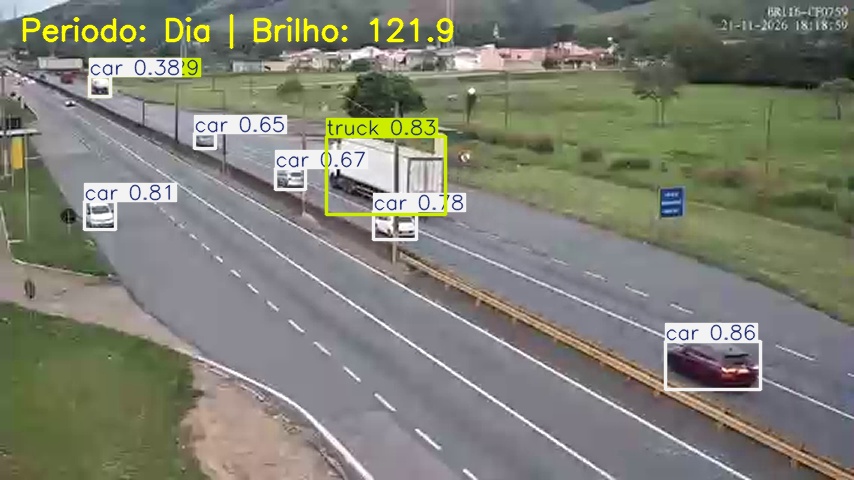 Periodo: Dia | Brilho: 121.9
BR116-CF0759
21-11-2026 18:18:59
car 0.38
car 0.65
truck 0.83
car 0.67
car 0.81
car 0.78
car 0.86